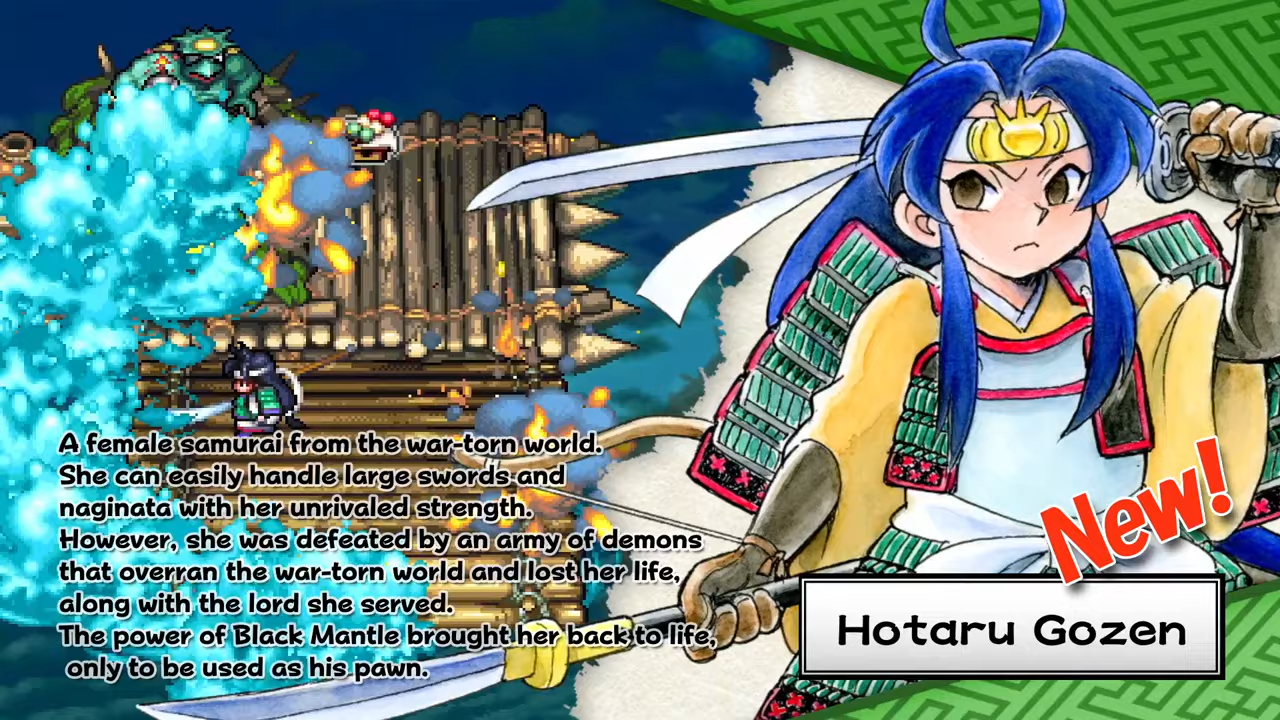 A female samurai from the war-torn world.
She can easily handle large swords and
naginata with her unrivaled strength.
However, she was defeated by an army of demons
that overran the war-torn world and lost her life,
along with the lord she served.
The power of Black Mantle brought her back to life,
only to be used as his pawn.
New!
Hotaru Gozen